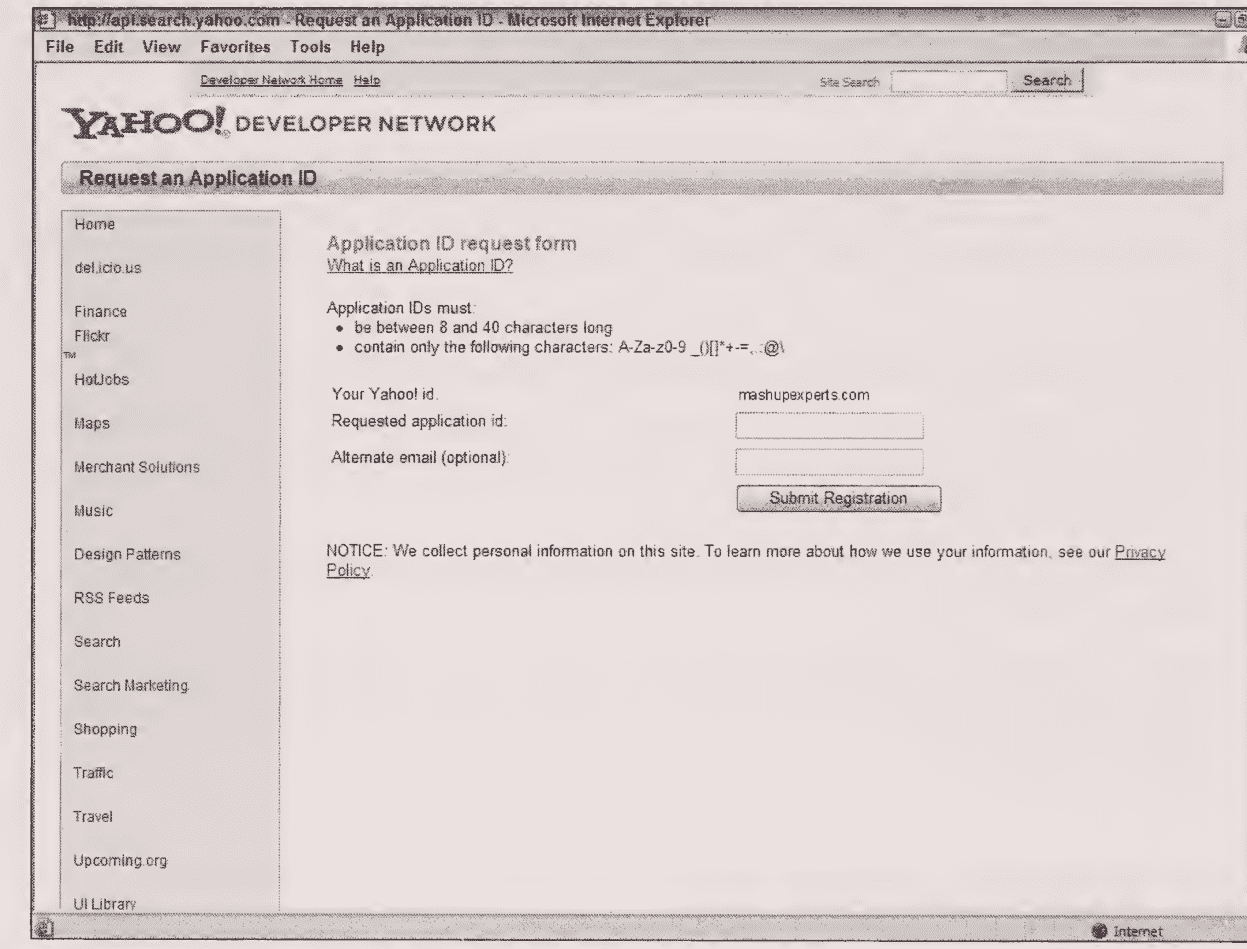 http://api.search.yahoo.com - Request an Application ID - Microsoft Internet Explorer
File Edit View Favorites Tools Help
Developer Network Home Help Site Search Search
YAHOO! DEVELOPER NETWORK
Request an Application ID
Home
del.icio.us
Finance
Flickr
TM
HotJobs
Maps
Merchant Solutions
Music
Design Patterns
RSS Feeds
Search
Search Marketing
Shopping
Traffic
Travel
Upcoming.org
UI Library
Application ID request form
What is an Application ID?
Application IDs must:
• be between 8 and 40 characters long
• contain only the following characters: A-Za-z0-9 _()[]*+-=,.:@\
Your Yahoo! id: mashupexperts.com
Requested application id:
Alternate email (optional):
Submit Registration
NOTICE: We collect personal information on this site. To learn more about how we use your information, see our Privacy
Policy.
Internet